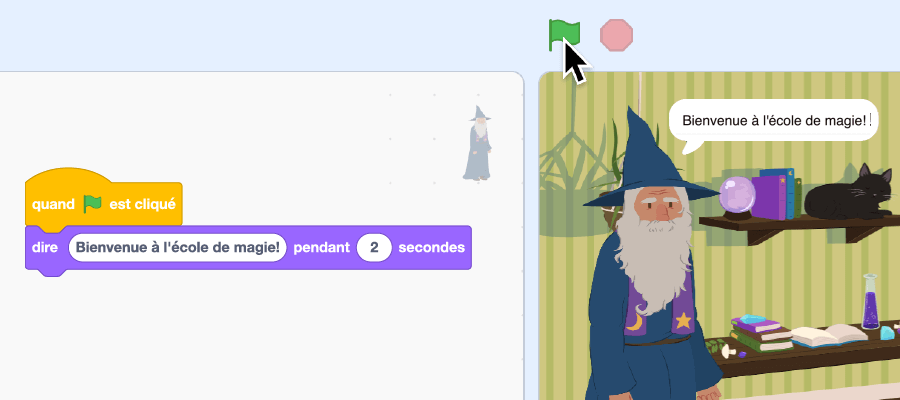 quand est cliqué
dire Bienvenue à l'école de magie! pendant 2 secondes
Bienvenue à l'école de magie! !